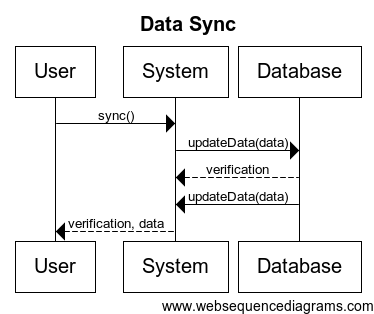 Data Sync
User System Database
sync()
updateData(data)
verification
updateData(data)
verification, data
User System Database
www.websequencediagrams.com